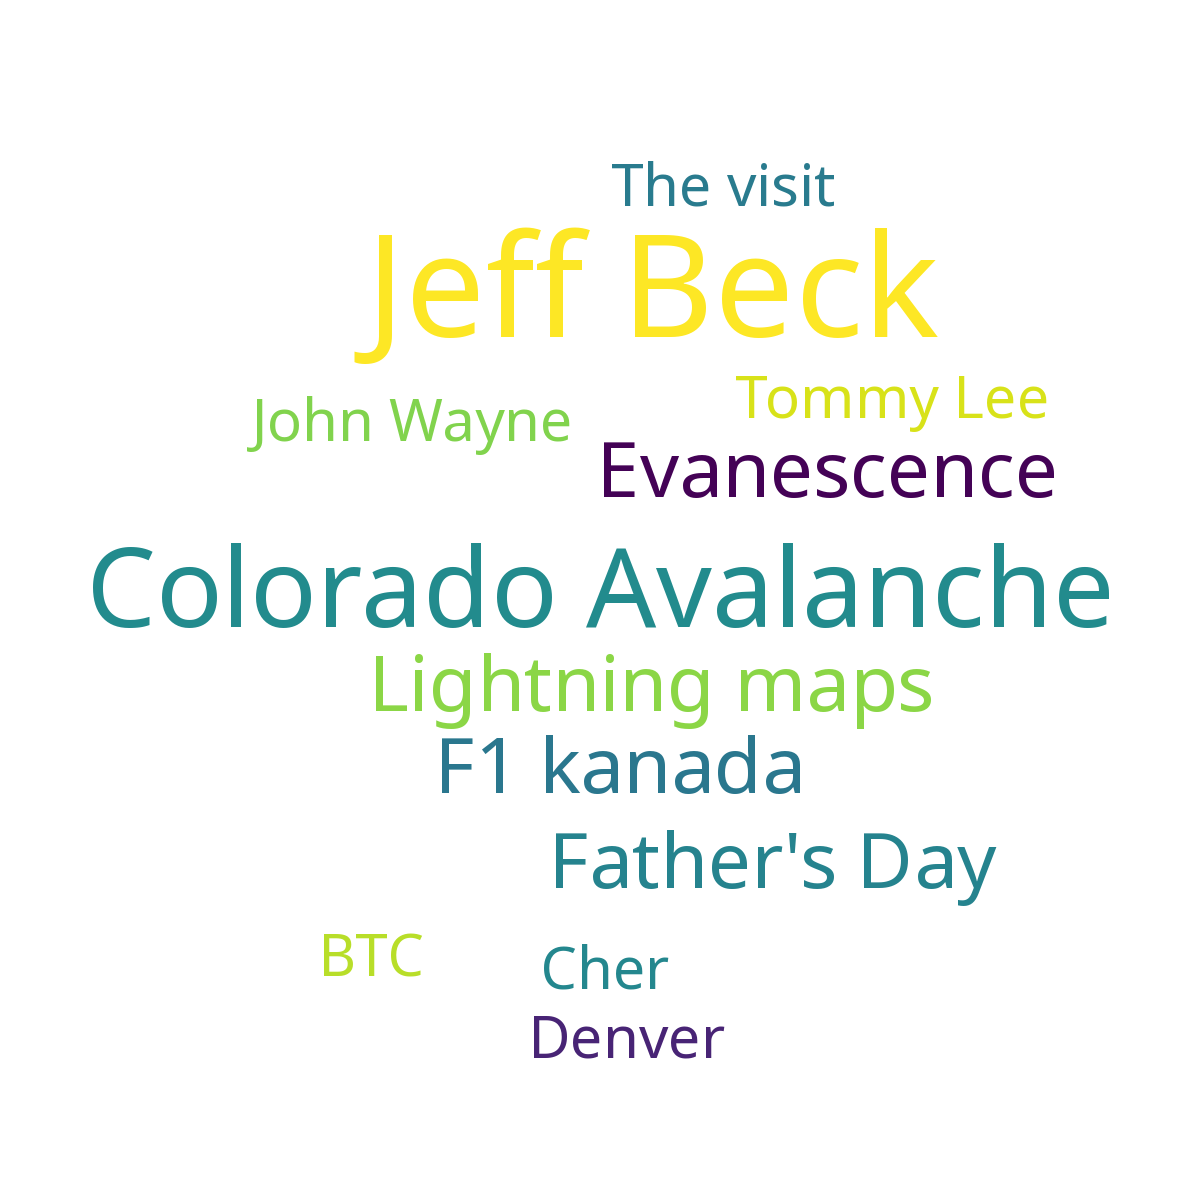 The visit
Jeff Beck
Tommy Lee
John Wayne
Evanescence
Colorado Avalanche
Lightning maps
F1 kanada
Father's Day
BTC
Cher
Denver